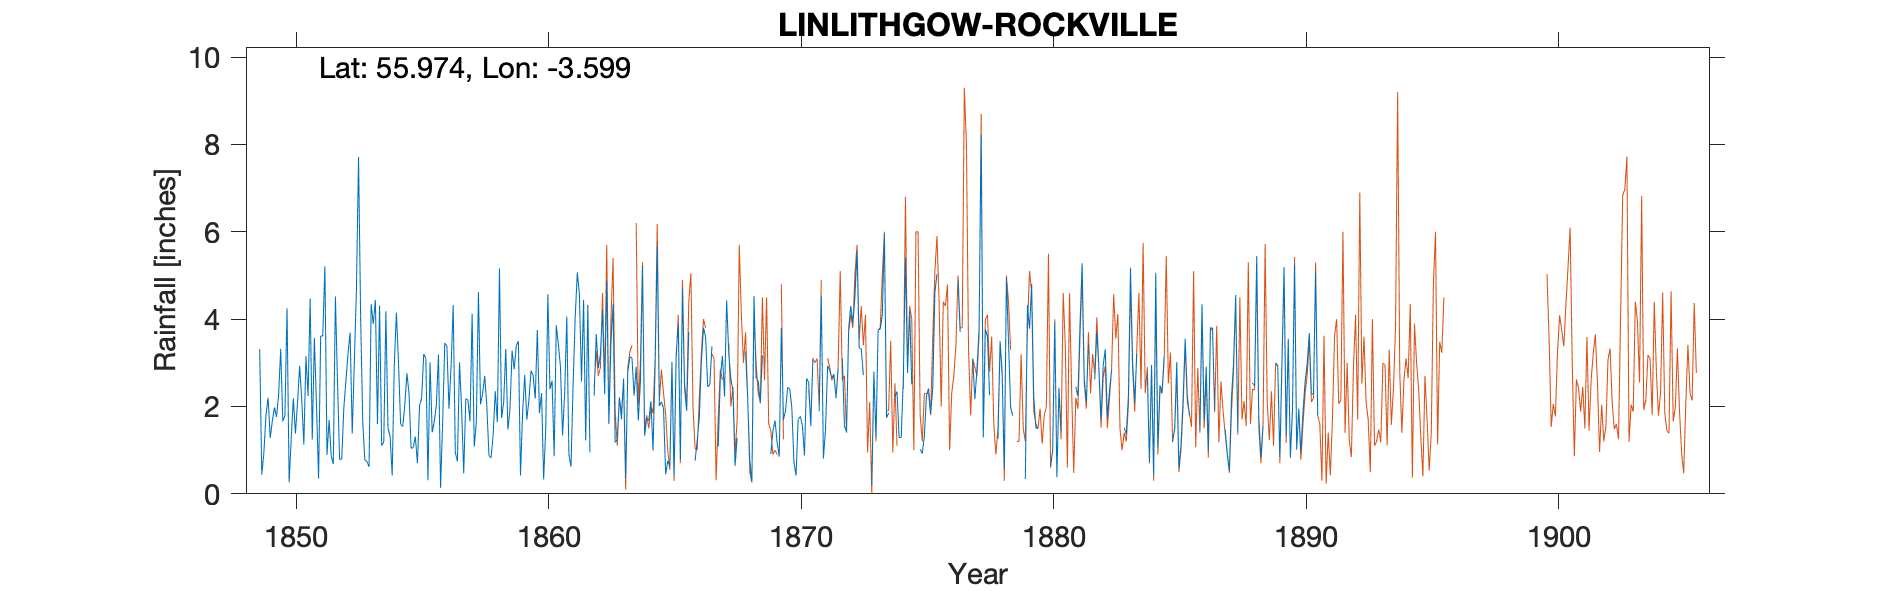 LINLITHGOW-ROCKVILLE
Lat: 55.974, Lon: -3.599
10
8
6
4
2
0
Rainfall [inches]
1850 1860 1870 1880 1890 1900
Year